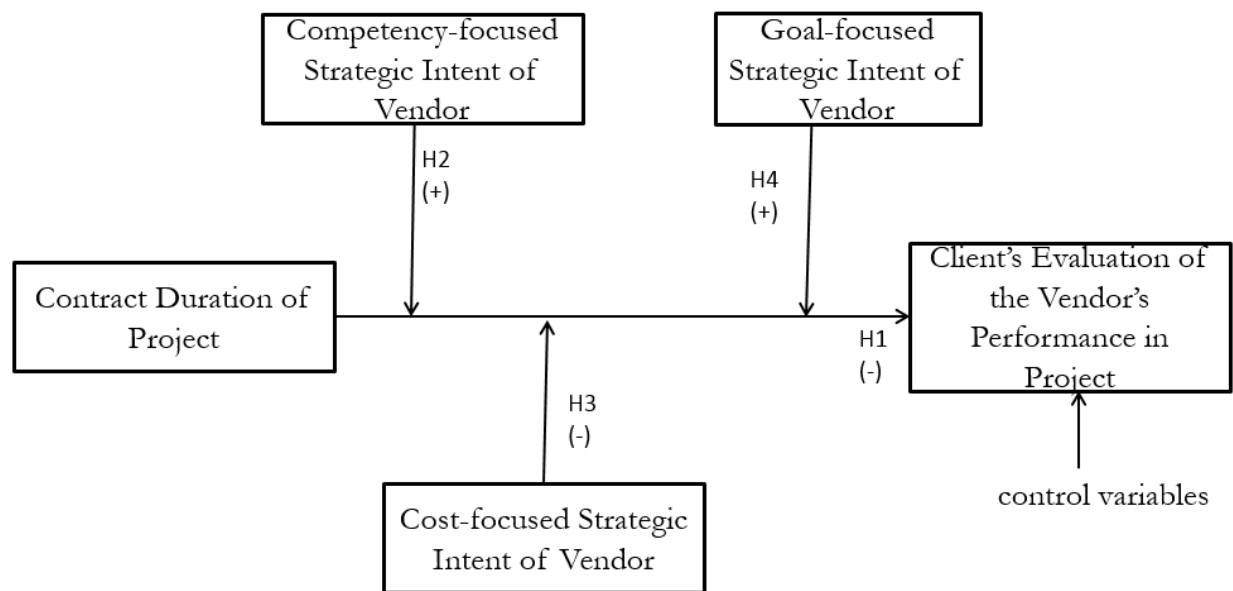 Competency-focused
Strategic Intent of
Vendor
Goal-focused
Strategic Intent of
Vendor
H2
(+)
H4
(+)
Contract Duration of
Project
Client’s Evaluation of
the Vendor’s
Performance in
Project
H1
(-)
H3
(-)
Cost-focused Strategic
Intent of Vendor
control variables